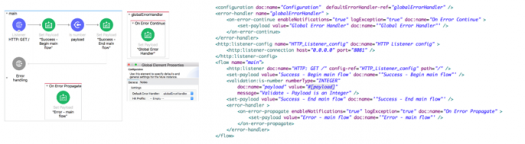 main
HTTP: GET /
"Success -
Begin main
flow"
payload
"Success -
End main
flow"
Error
handling
On Error Propagate
"Error - main
flow"
globalErrorHandler
On Error Continue
"Global Error
Handler"
Global Element Properties
Configuration
General
<configuration doc:name="Configuration" defaultErrorHandler-ref="globalErrorHandler" />
<error-handler name="globalErrorHandler" >
<on-error-continue enableNotifications="true" logException="true" doc:name="On Error Continue" >
<set-payload value='"Global Error Handler"' doc:name='"Global Error Handler"' />
</on-error-continue>
</error-handler>
<http:listener-config name="HTTP_Listener_config" doc:name="HTTP Listener config" >
<http:listener-connection host="0.0.0.0" port="8081" />
</http:listener-config>
<flow name="main">
<http:listener doc:name="HTTP: GET /" config-ref="HTTP_Listener_config" path="/" />
<set-payload value='"Success - Begin main flow"' doc:name='"Success - Begin main flow"' />
<validation:is-number numberType="INTEGER"
doc:name="payload" value="#[payload]"
message="Validate - Payload is an Integer" />
<set-payload value='"Success - End main flow"' doc:name='"Success - End main flow"' />
<error-handler >
<on-error-propagate enableNotifications="true" logException="true" doc:name="On Error Propagate" >
<set-payload value='"Error - main flow"' doc:name='"Error - main flow"' />
</on-error-propagate>
</error-handler>
</flow>